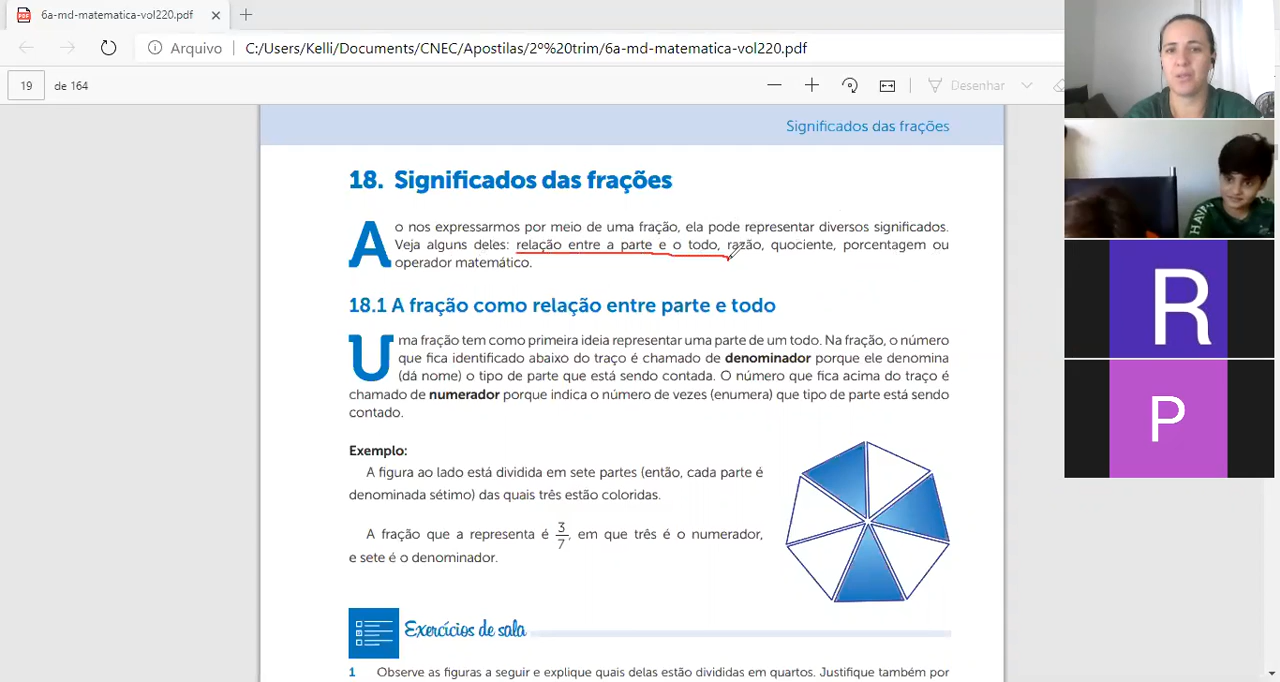 6a-md-matematica-vol220.pdf
Arquivo C:/Users/Kelli/Documents/CNEC/Apostilas/2º%20trim/6a-md-matematica-vol220.pdf
19 de 164 Desenhar
Significados das frações
18. Significados das frações
Ao nos expressarmos por meio de uma fração, ela pode representar diversos significados.
Veja alguns deles: relação entre a parte e o todo, razão, quociente, porcentagem ou
operador matemático.
18.1 A fração como relação entre parte e todo
Uma fração tem como primeira ideia representar uma parte de um todo. Na fração, o número
que fica identificado abaixo do traço é chamado de denominador porque ele denomina
(dá nome) o tipo de parte que está sendo contada. O número que fica acima do traço é
chamado de numerador porque indica o número de vezes (enumera) que tipo de parte está sendo
contado.
Exemplo:
A figura ao lado está dividida em sete partes (então, cada parte é
denominada sétimo) das quais três estão coloridas.
A fração que a representa é 3/7, em que três é o numerador,
e sete é o denominador.
Exercícios de sala
1 Observe as figuras a seguir e explique quais delas estão divididas em quartos. Justifique também por
HAVA
R
P